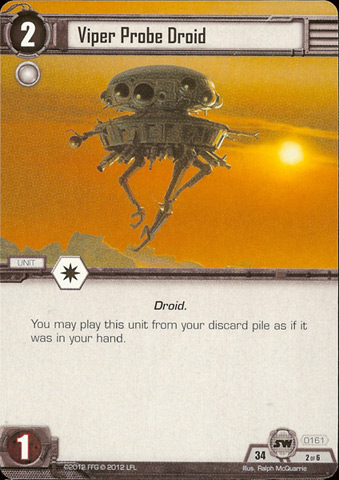 2
Viper Probe Droid
UNIT
Droid.
You may play this unit from your discard pile as if it
was in your hand.
1
SW
0161
34
2 of 6
©2012 FFG © 2012 LFL
Illus. Ralph McQuarrie